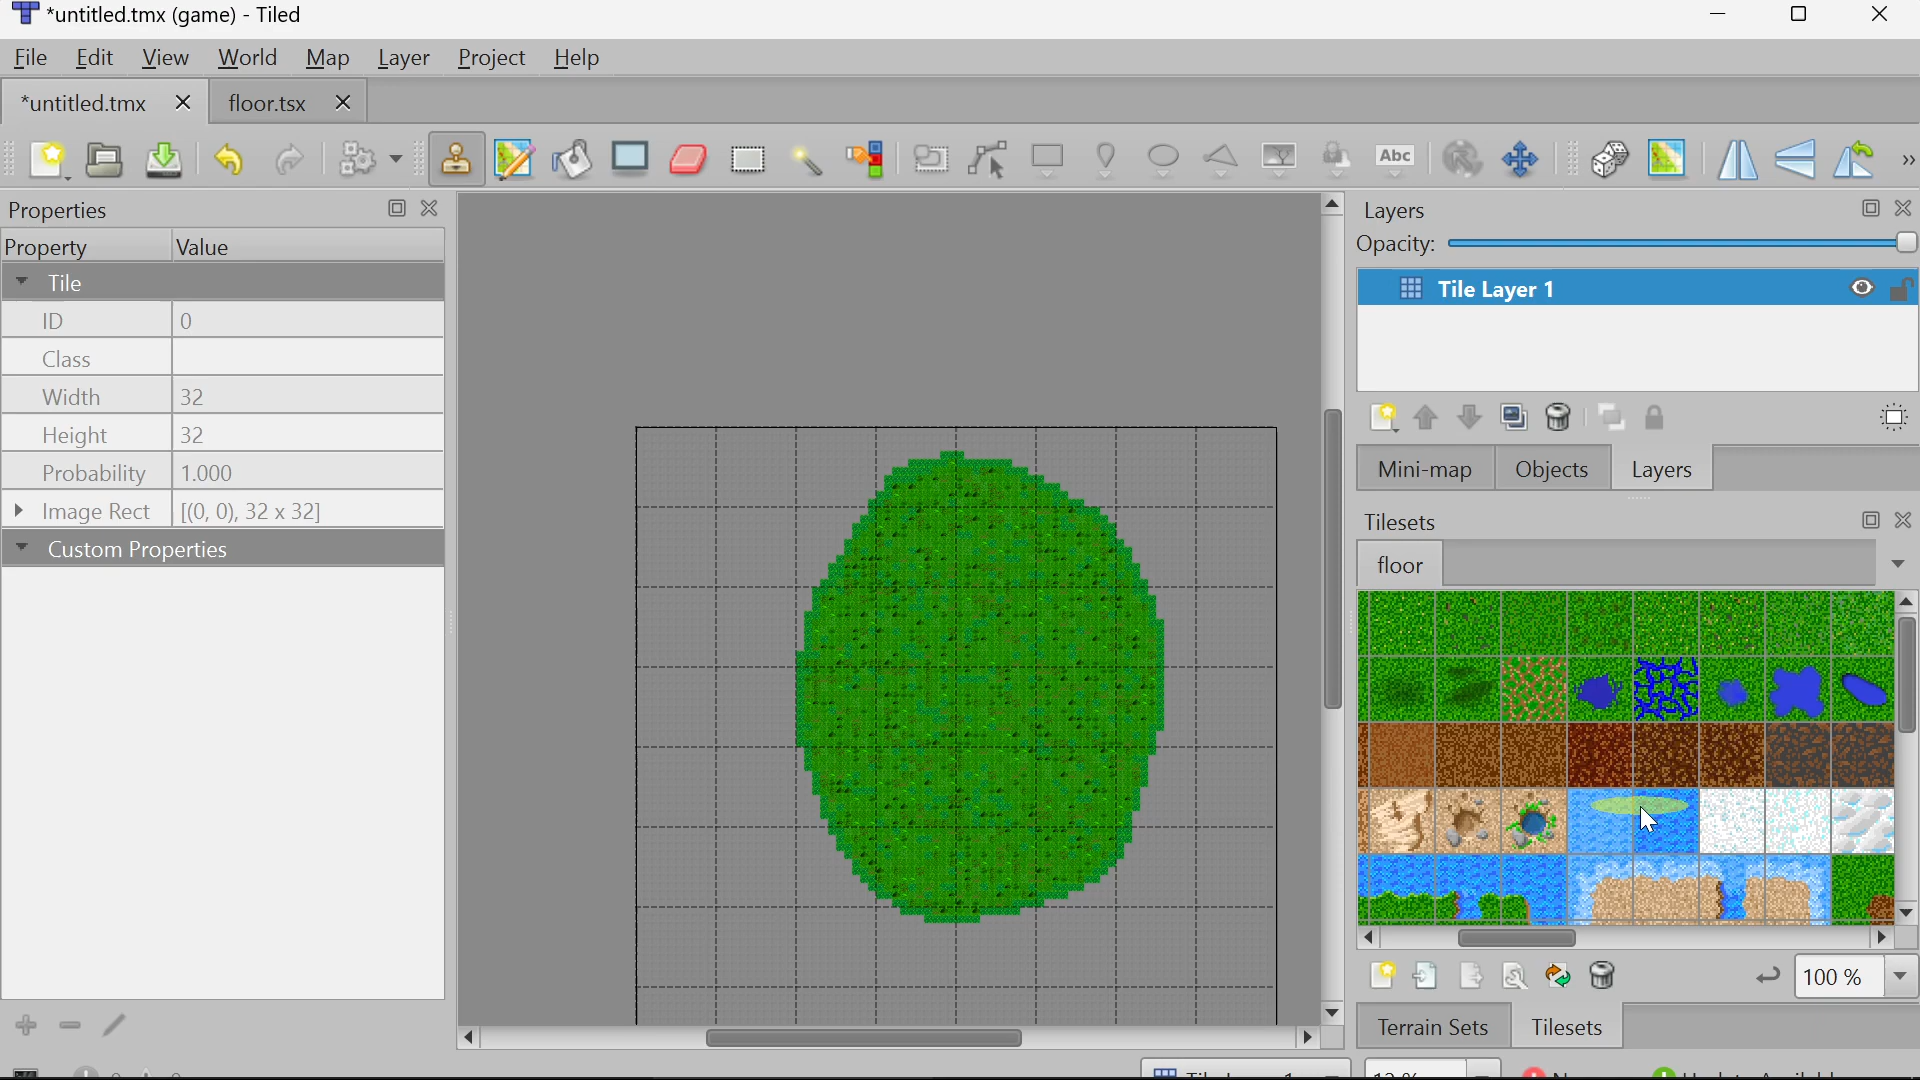 *untitled.tmx (game) - Tiled
File Edit View World Map Layer Project Help
*untitled.tmx floor.tsx
Abc
Properties
Property Value
Tile
ID 0
Class
Width 32
Height 32
Probability 1.000
Image Rect [(0, 0), 32 x 32]
Custom Properties
Layers
Opacity:
Tile Layer 1
Mini-map Objects Layers
Tilesets
floor
100 %
Terrain Sets Tilesets